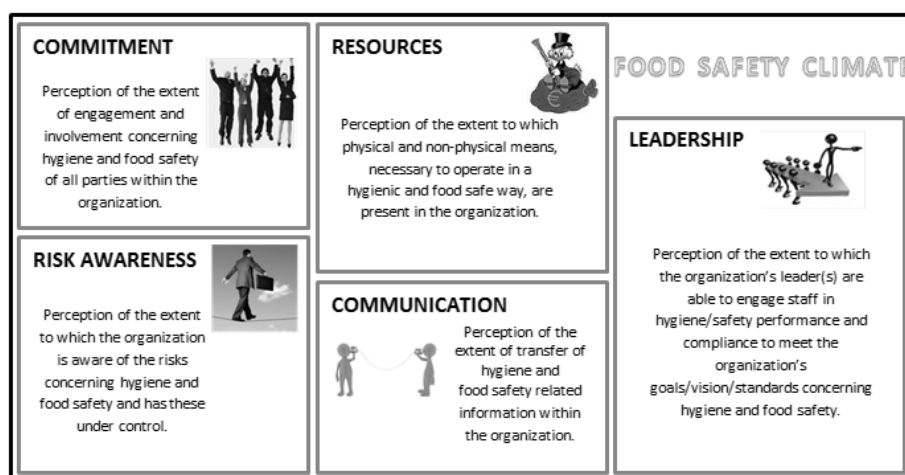 COMMITMENT
Perception of the extent
of engagement and
involvement concerning
hygiene and food safety
of all parties within the
organization.
RESOURCES
Perception of the extent to which
physical and non-physical means,
necessary to operate in a
hygienic and food safe way, are
present in the organization.
FOOD SAFETY CLIMATE
LEADERSHIP
Perception of the extent to which
the organization's leader(s) are
able to engage staff in
hygiene/safety performance and
compliance to meet the
organization's
goals/vision/standards concerning
hygiene and food safety.
RISK AWARENESS
Perception of the extent
to which the organization
is aware of the risks
concerning hygiene and
food safety and has these
under control.
COMMUNICATION
Perception of the
extent of transfer of
hygiene and
food safety related
information within
the organization.